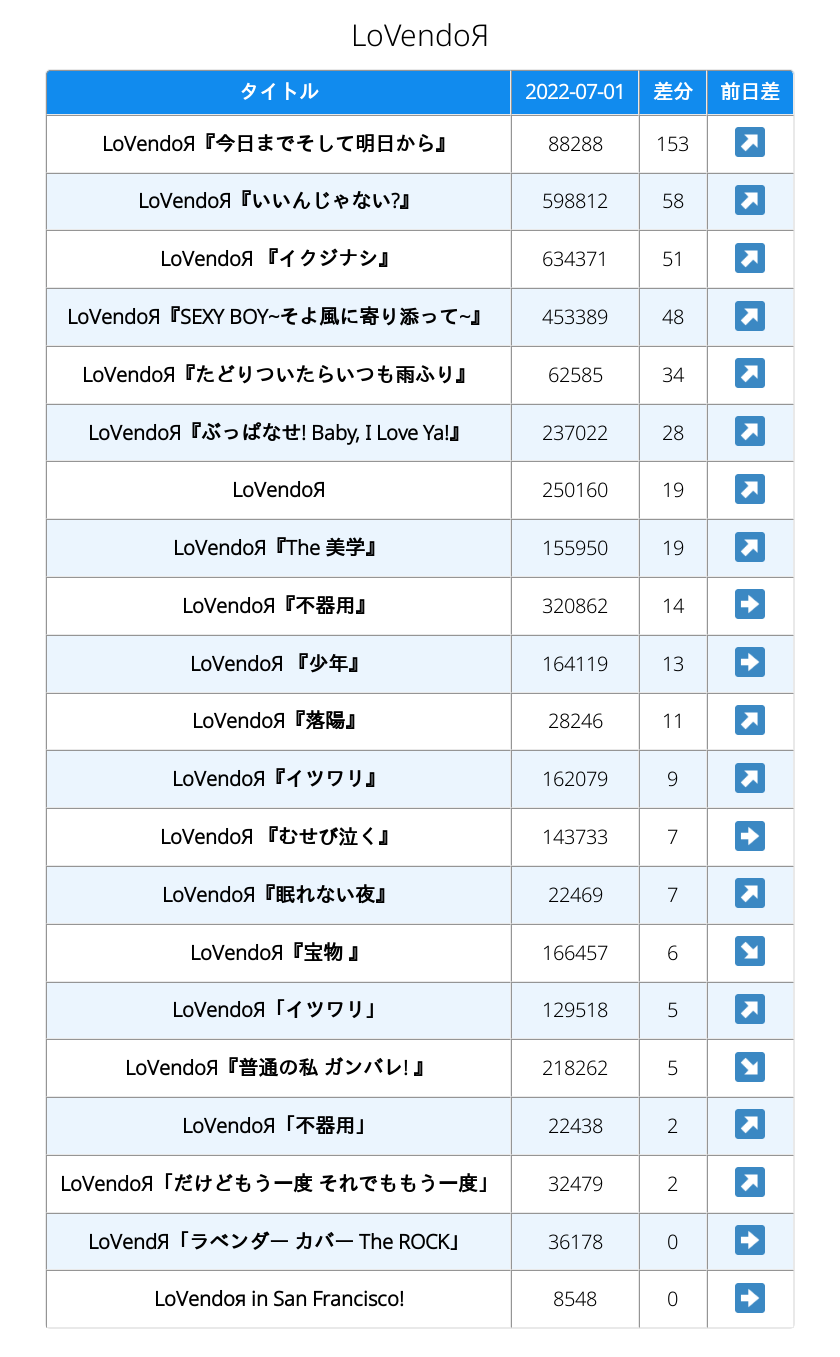 LoVendoЯ
タイトル 2022-07-01 差分 前日差
LoVendoЯ『今日までそして明日から』 88288 153
LoVendoЯ『いいんじゃない?』 598812 58
LoVendoЯ 『イクジナシ』 634371 51
LoVendoЯ『SEXY BOY~そよ風に寄り添って~』 453389 48
LoVendoЯ『たどりついたらいつも雨ふり』 62585 34
LoVendoЯ『ぶっぱなせ! Baby, I Love Ya!』 237022 28
LoVendoЯ 250160 19
LoVendoЯ『The 美学』 155950 19
LoVendoЯ『不器用』 320862 14
LoVendoЯ 『少年』 164119 13
LoVendoЯ『落陽』 28246 11
LoVendoЯ『イツワリ』 162079 9
LoVendoЯ 『むせび泣く』 143733 7
LoVendoЯ『眠れない夜』 22469 7
LoVendoЯ『宝物 』 166457 6
LoVendoЯ「イツワリ」 129518 5
LoVendoЯ『普通の私 ガンバレ! 』 218262 5
LoVendoЯ「不器用」 22438 2
LoVendoЯ「だけどもう一度 それでももう一度」 32479 2
LoVendЯ「ラベンダー カバー The ROCK」 36178 0
LoVendoя in San Francisco! 8548 0